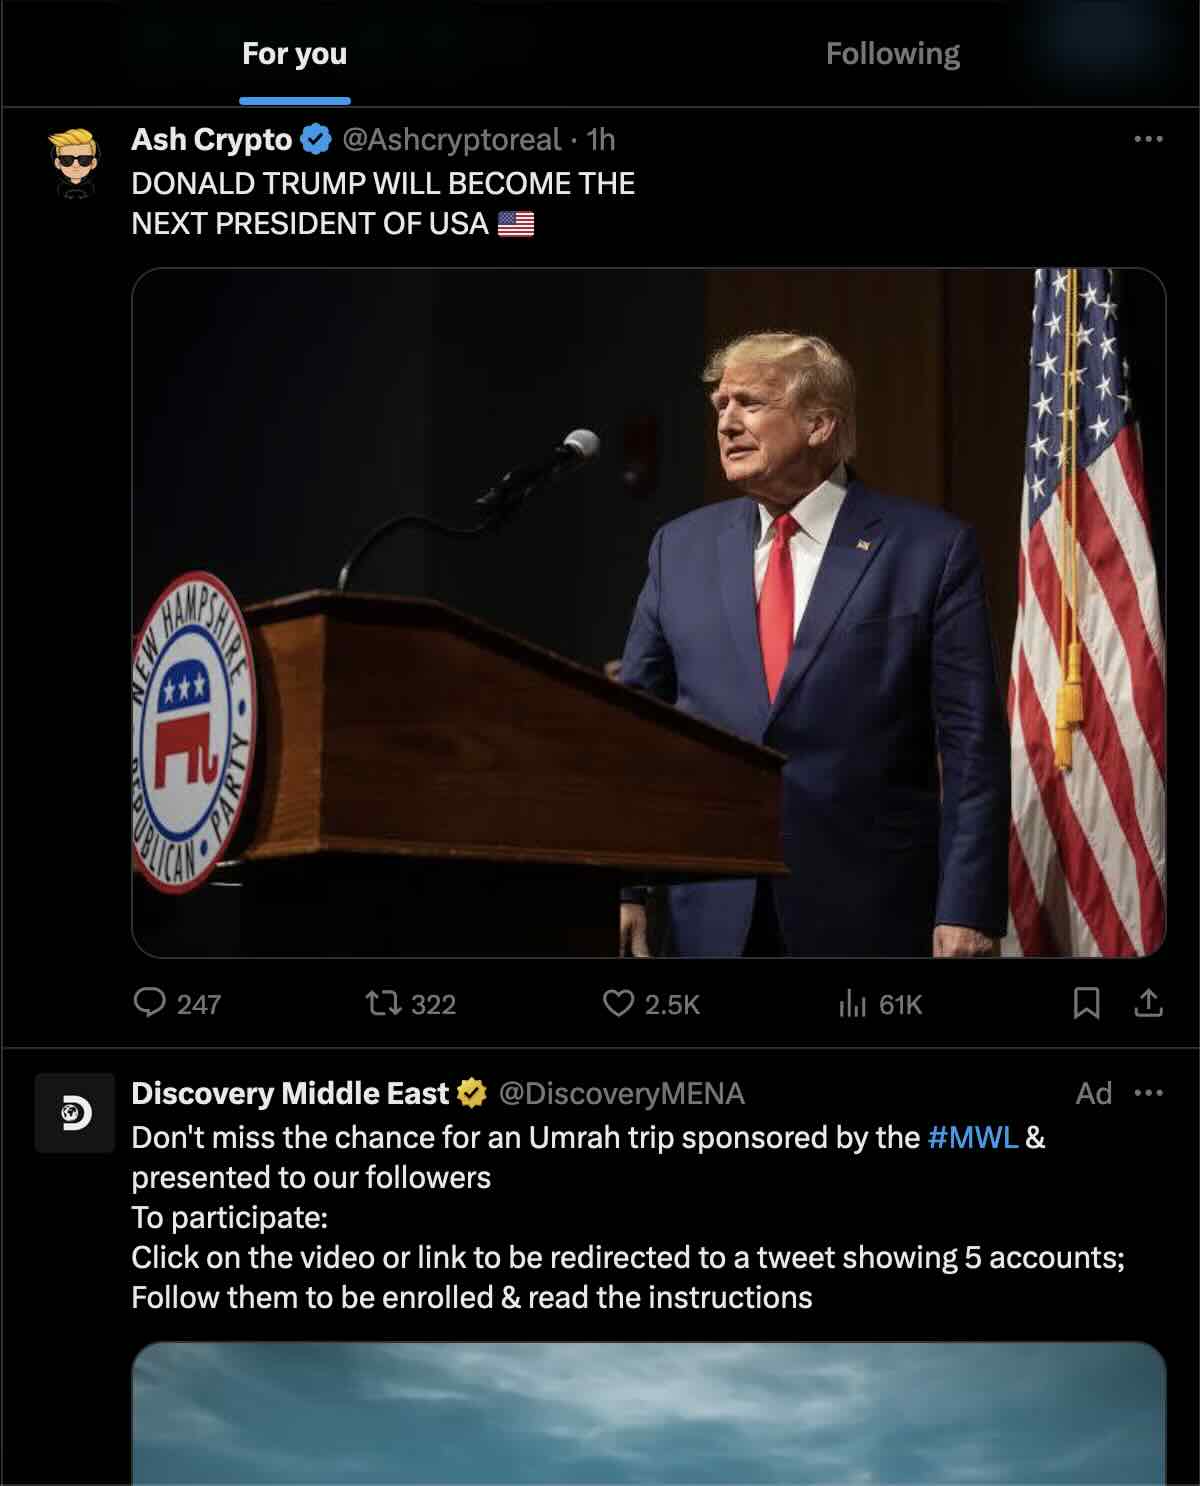 For you
Following
Ash Crypto @Ashcryptoreal · 1h
DONALD TRUMP WILL BECOME THE
NEXT PRESIDENT OF USA 🇺🇸
NEW HAMPSHIRE
REPUBLICAN PARTY
247
322
2.5K
61K
Discovery Middle East @DiscoveryMENA
Ad
Don't miss the chance for an Umrah trip sponsored by the #MWL &
presented to our followers
To participate:
Click on the video or link to be redirected to a tweet showing 5 accounts;
Follow them to be enrolled & read the instructions